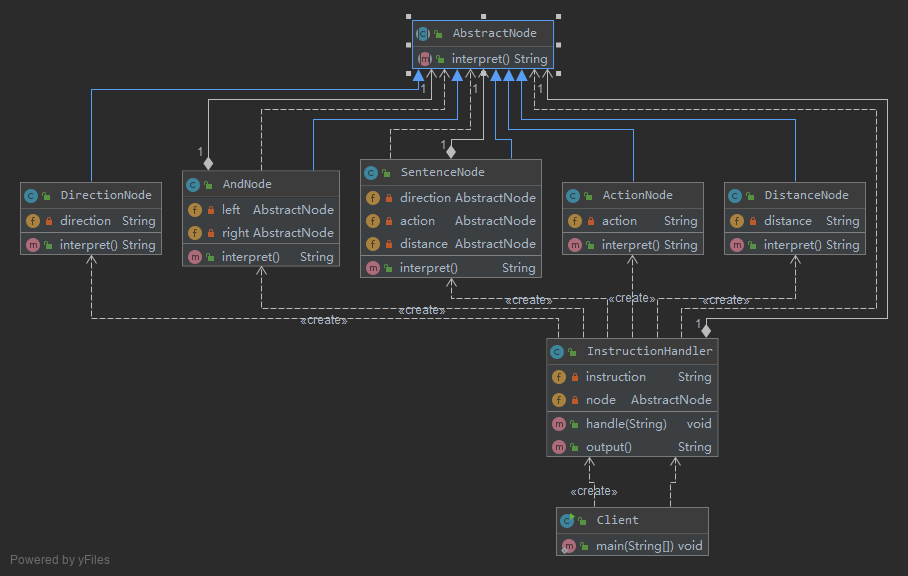 AbstractNode
interpret() String
1 1 1
1 1
DirectionNode
direction String
interpret() String
AndNode
left AbstractNode
right AbstractNode
interpret() String
SentenceNode
direction AbstractNode
action AbstractNode
distance AbstractNode
interpret() String
ActionNode
action String
interpret() String
DistanceNode
distance String
interpret() String
«create» «create» «create»
«create»
«create»
1
InstructionHandler
instruction String
node AbstractNode
handle(String) void
output() String
«create»
Client
main(String[]) void
Powered by yFiles